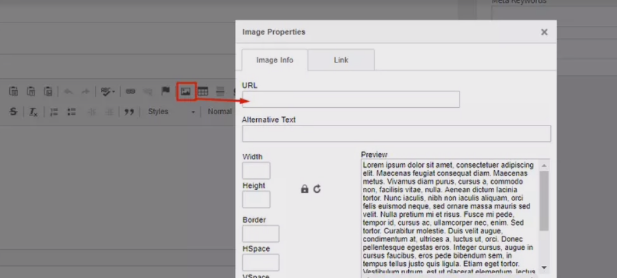 Meta Keywords
Image Properties
Image Info
Link
URL
Alternative Text
Styles
Normal
Width
Height
Border
HSpace
VSpace
Preview
Lorem ipsum dolor sit amet, consectetuer adipiscing
elit. Maecenas feugiat consequat diam. Maecenas
metus. Vivamus diam purus, cursus a, commodo
non, facilisis vitae, nulla. Aenean dictum lacinia
tortor. Nunc iaculis, nibh non iaculis aliquam, orci
felis euismod neque, sed ornare massa mauris sed
velit. Nulla pretium mi et risus. Fusce mi pede,
tempor id, cursus ac, ullamcorper nec, enim. Sed
tortor. Curabitur molestie. Duis velit augue,
condimentum at, ultrices a, luctus ut, orci. Donec
pellentesque egestas eros. Integer cursus, augue in
cursus faucibus, eros pede bibendum sem, in
tempus tellus justo quis ligula. Etiam eget tortor.
Vestibulum rutrum, est ut placerat elementum, lectus